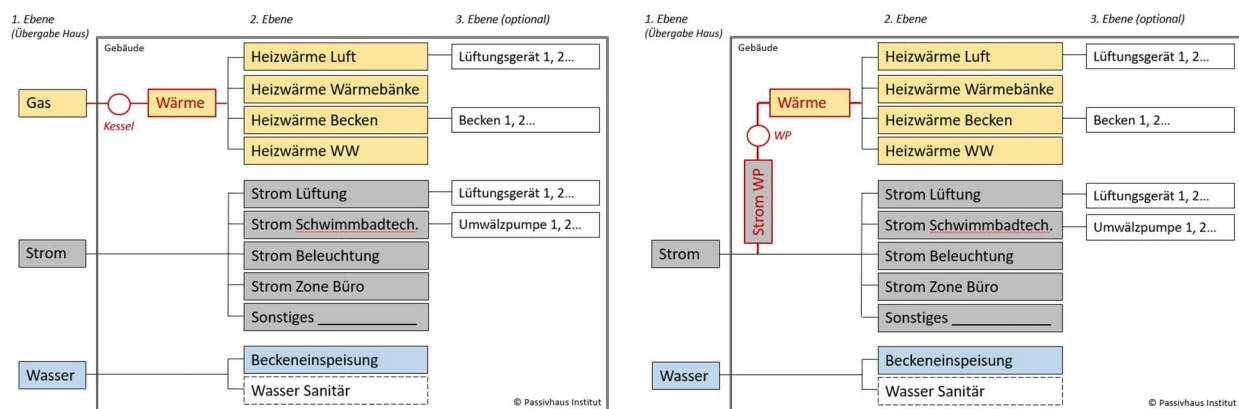 1. Ebene
(Übergabe Haus)
2. Ebene
3. Ebene (optional)
Gebäude
Gas
Kessel
Wärme
Heizwärme Luft
Lüftungsgerät 1, 2...
Heizwärme Wärmebänke
Heizwärme Becken
Becken 1, 2...
Heizwärme WW
Strom
Strom Lüftung
Lüftungsgerät 1, 2...
Strom Schwimmbadtech.
Umwälzpumpe 1, 2...
Strom Beleuchtung
Strom Zone Büro
Sonstiges ____________
Wasser
Beckeneinspeisung
Wasser Sanitär
© Passivhaus Institut
1. Ebene
(Übergabe Haus)
2. Ebene
3. Ebene (optional)
Gebäude
Wärme
WP
Strom WP
Heizwärme Luft
Lüftungsgerät 1, 2...
Heizwärme Wärmebänke
Heizwärme Becken
Becken 1, 2...
Heizwärme WW
Strom
Strom Lüftung
Lüftungsgerät 1, 2...
Strom Schwimmbadtech.
Umwälzpumpe 1, 2...
Strom Beleuchtung
Strom Zone Büro
Sonstiges ____________
Wasser
Beckeneinspeisung
Wasser Sanitär
© Passivhaus Institut